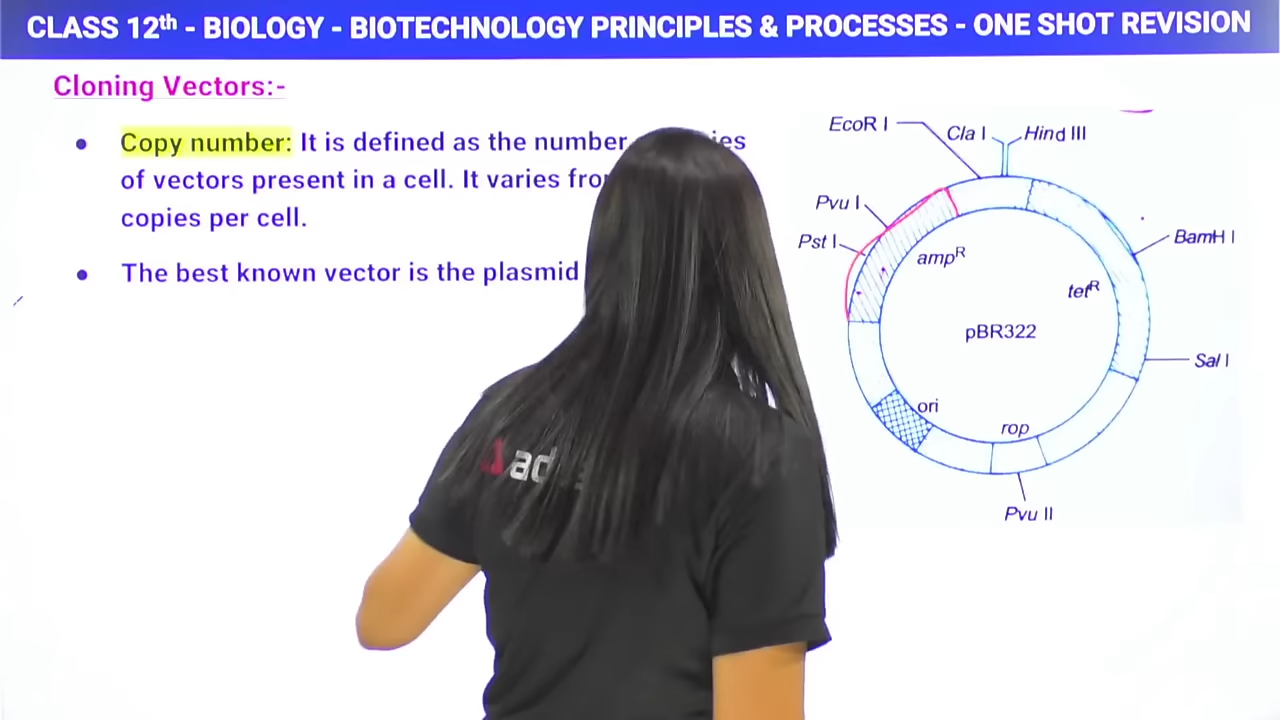 CLASS 12th - BIOLOGY - BIOTECHNOLOGY PRINCIPLES & PROCESSES - ONE SHOT REVISION
Cloning Vectors:-
Copy number: It is defined as the number
of vectors present in a cell. It varies
copies per cell.
The best known vector is the plasmid
EcoR I
Cla I
Hind III
Pvu I
Pst I
BamH I
ampR
tetR
pBR322
Sal I
ori
rop
Pvu II